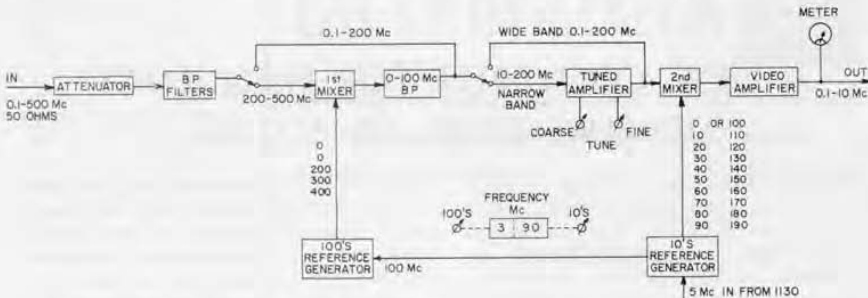 METER
0.1-200 Mc
WIDE BAND 0.1-200 Mc
IN
ATTENUATOR
BP
FILTERS
1st
MIXER
0-100 Mc
BP
10-200 Mc
NARROW
BAND
TUNED
AMPLIFIER
2nd
MIXER
VIDEO
AMPLIFIER
OUT
0.1-500 Mc
50 OHMS
200-500 Mc
0.1-10 Mc
COARSE
FINE
TUNE
0
0
200
300
400
0 OR 100
10 110
20 120
30 130
40 140
50 150
60 160
70 170
80 180
90 190
FREQUENCY
Mc
100'S
3 90
10'S
100'S
REFERENCE
GENERATOR
100 Mc
10'S
REFERENCE
GENERATOR
5 Mc IN FROM 1130